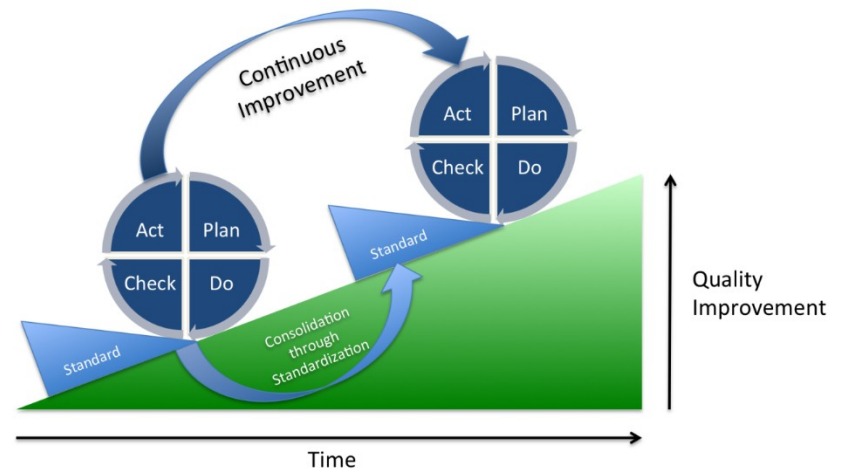 Continuous
Improvement
Act
Plan
Check
Do
Standard
Act
Plan
Check
Do
Standard
Consolidation
through
Standardization
Quality
Improvement
Time